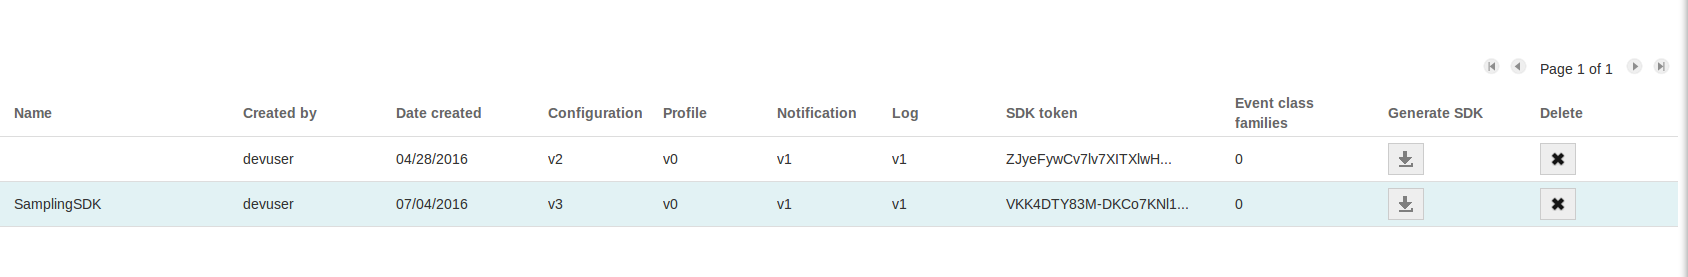 Page 1 of 1
Name Created by Date created Configuration Profile Notification Log SDK token Event class families Generate SDK Delete
devuser 04/28/2016 v2 v0 v1 v1 ZJyeFywCv7lv7XITXlwH... 0
SamplingSDK devuser 07/04/2016 v3 v0 v1 v1 VKK4DTY83M-DKCo7KNl1... 0